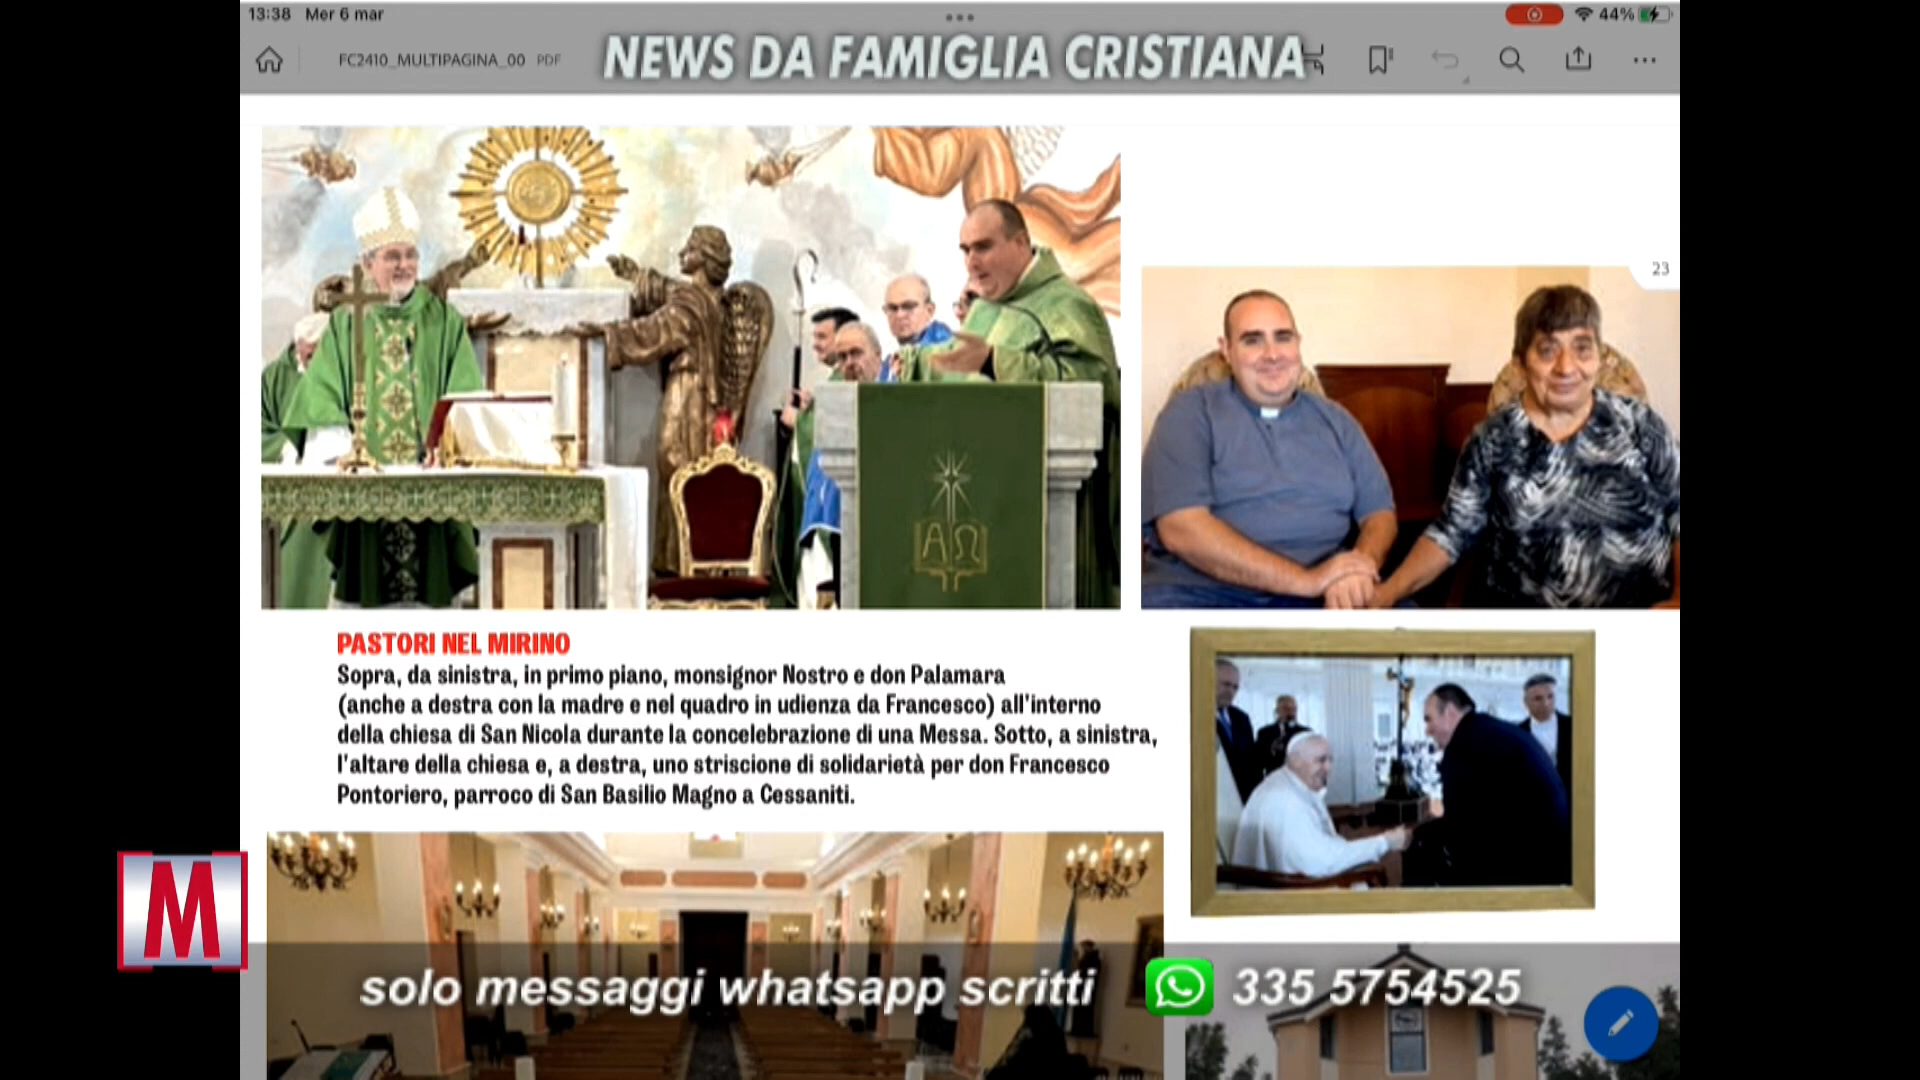 13:38 Mer 6 mar
44%
FC2410_MULTIPAGINA_00 PDF
NEWS DA FAMIGLIA CRISTIANA
23
ΑΩ
PASTORI NEL MIRINO
Sopra, da sinistra, in primo piano, monsignor Nostro e don Palamara
(anche a destra con la madre e nel quadro in udienza da Francesco) all'interno
della chiesa di San Nicola durante la concelebrazione di una Messa. Sotto, a sinistra,
l'altare della chiesa e, a destra, uno striscione di solidarietà per don Francesco
Pontoriero, parroco di San Basilio Magno a Cessaniti.
M
solo messaggi whatsapp scritti 335 5754525